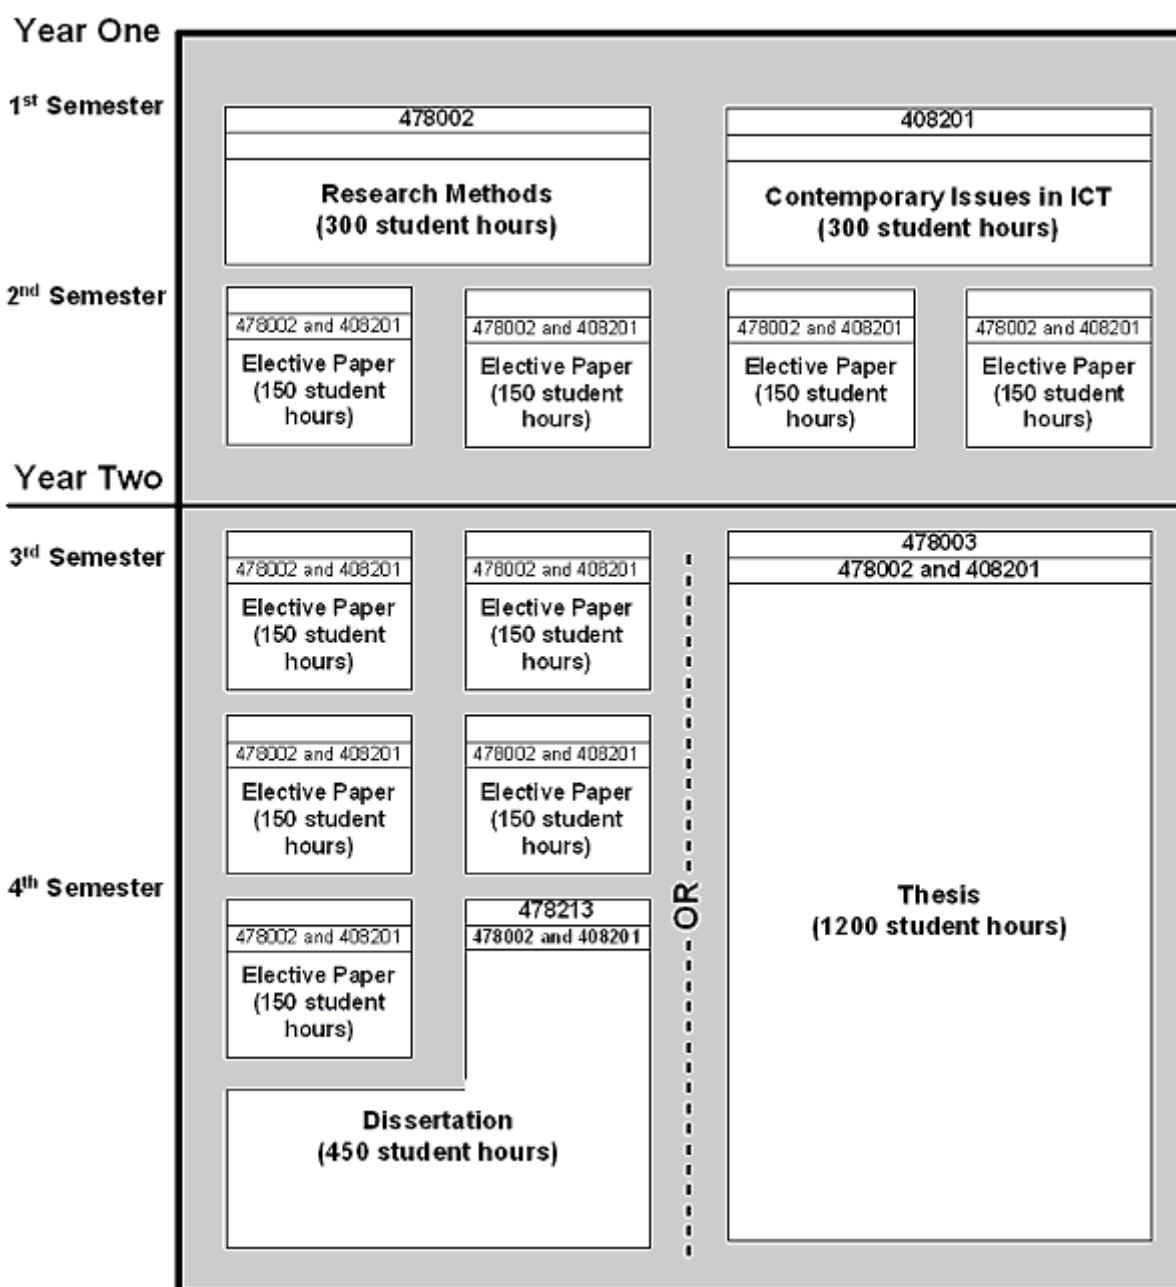 Year One
1st Semester
478002
Research Methods
(300 student hours)
408201
Contemporary Issues in ICT
(300 student hours)
2nd Semester
478002 and 408201
Elective Paper
(150 student
hours)
478002 and 408201
Elective Paper
(150 student
hours)
478002 and 408201
Elective Paper
(150 student
hours)
478002 and 408201
Elective Paper
(150 student
hours)
Year Two
3rd Semester
478002 and 408201
Elective Paper
(150 student
hours)
478002 and 408201
Elective Paper
(150 student
hours)
478002 and 408201
Elective Paper
(150 student
hours)
478002 and 408201
Elective Paper
(150 student
hours)
4th Semester
478002 and 408201
Elective Paper
(150 student
hours)
478213
478002 and 408201
Dissertation
(450 student hours)
OR
478003
478002 and 408201
Thesis
(1200 student hours)